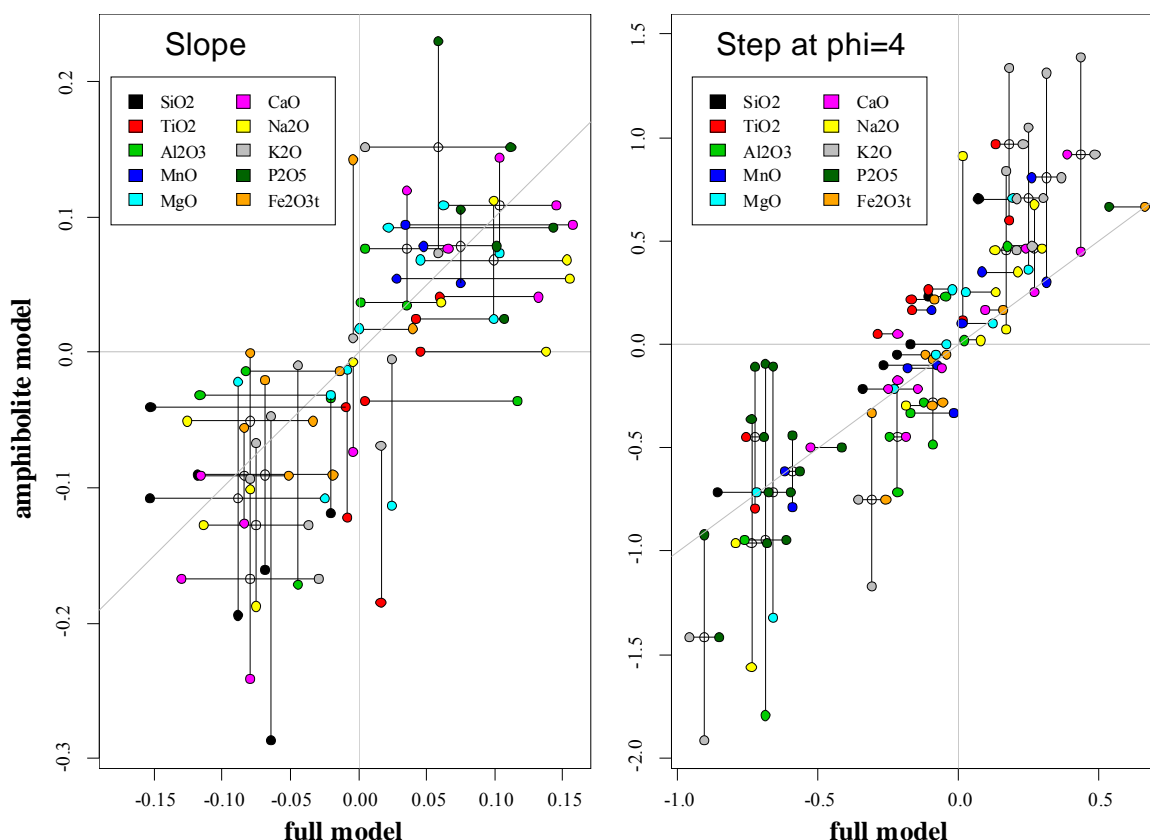 Slope
SiO2 CaO
TiO2 Na2O
Al2O3 K2O
MnO P2O5
MgO Fe2O3t
0.2
0.1
0.0
-0.1
-0.2
-0.3
amphibolite model
-0.15 -0.10 -0.05 0.00 0.05 0.10 0.15
full model
Step at phi=4
SiO2 CaO
TiO2 Na2O
Al2O3 K2O
MnO P2O5
MgO Fe2O3t
1.5
1.0
0.5
0.0
-0.5
-1.0
-1.5
-2.0
-1.0 -0.5 0.0 0.5
full model